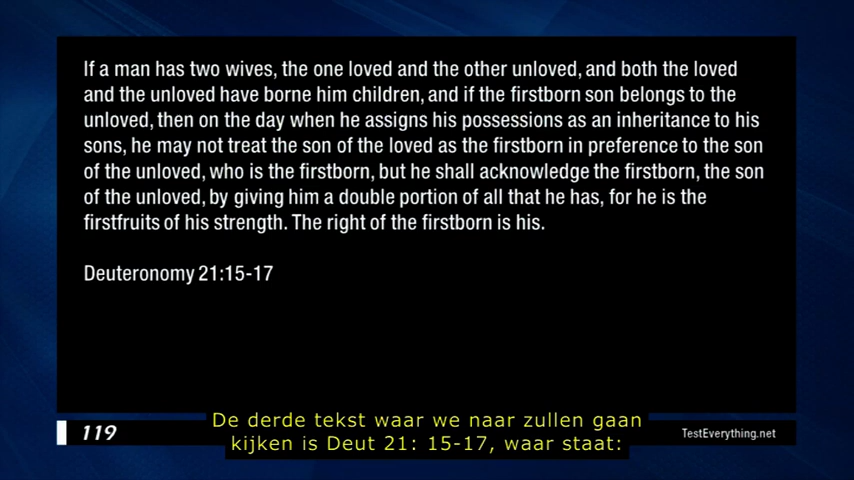 If a man has two wives, the one loved and the other unloved, and both the loved
and the unloved have borne him children, and if the firstborn son belongs to the
unloved, then on the day when he assigns his possessions as an inheritance to his
sons, he may not treat the son of the loved as the firstborn in preference to the son
of the unloved, who is the firstborn, but he shall acknowledge the firstborn, the son
of the unloved, by giving him a double portion of all that he has, for he is the
firstfruits of his strength. The right of the firstborn is his.
Deuteronomy 21:15-17
De derde tekst waar we naar zullen gaan
kijken is Deut 21: 15-17, waar staat:
119
TestEverything.net